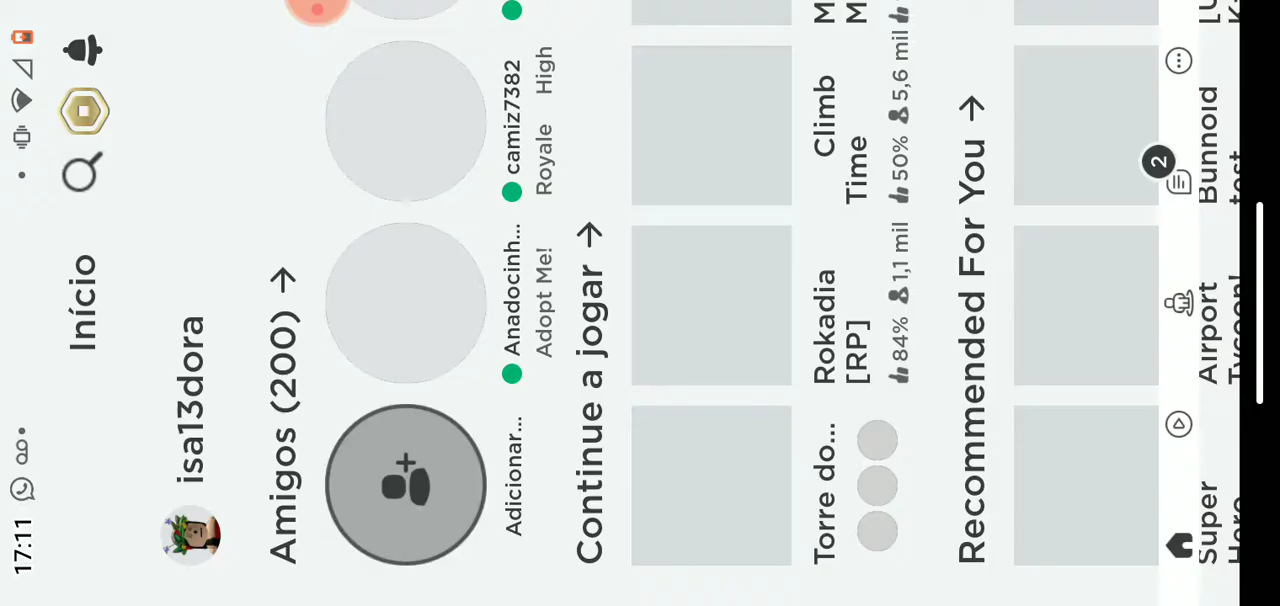 17:11
Início
isa13dora
Amigos (200) →
Adicionar...
Anadocinh...
Adopt Me!
camiz7382
Royale High
Continue a jogar →
Torre do...
Rokadia
[RP]
84% 1,1 mil
Climb
Time
50% 5,6 mil
Recommended For You →
Super
Airport
Bunnoid
2